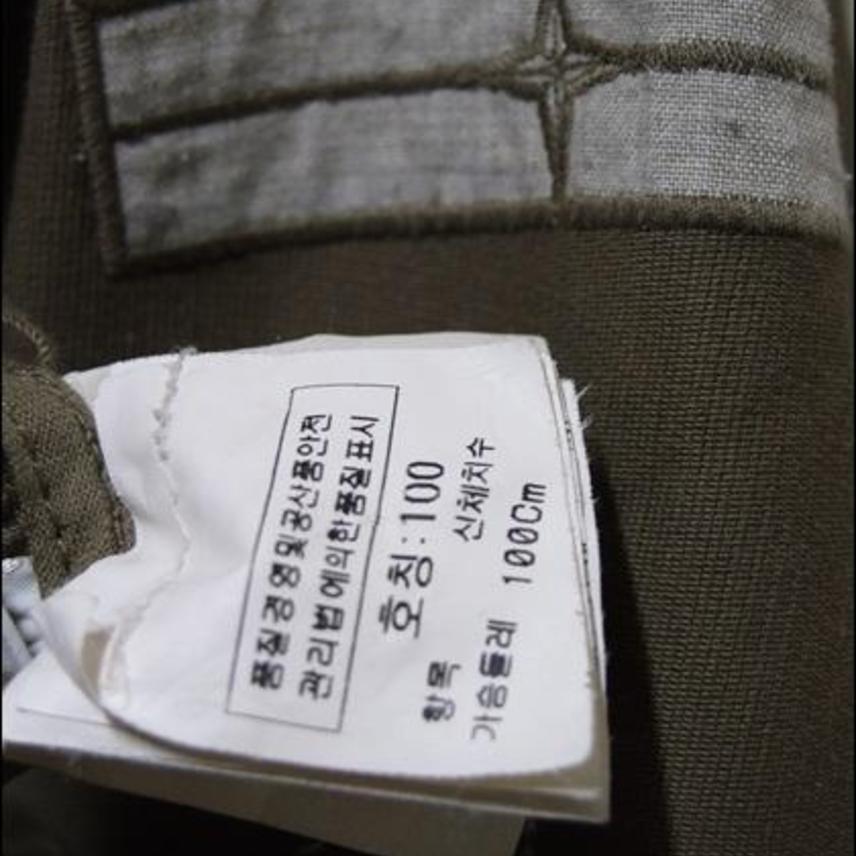 품질경영및공산품안전
관리법에의한품질표시
호칭:100
항목 신체치수
가슴둘레 100Cm